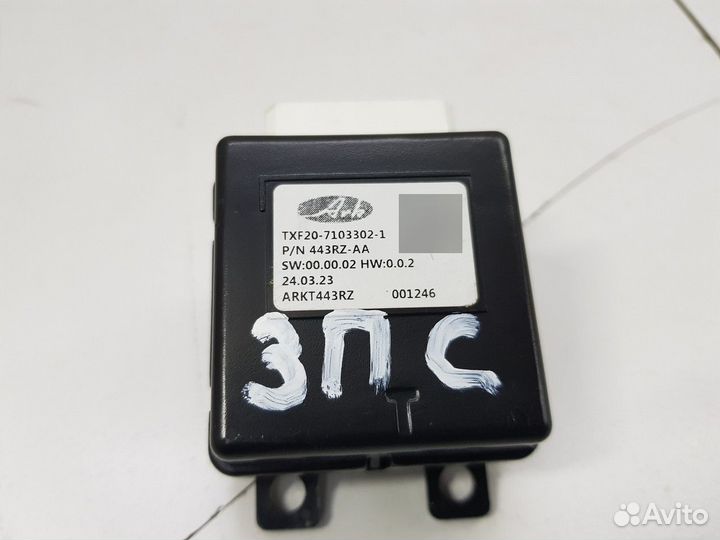 Ark
TXF20-7103302-1
P/N 443RZ-AA
SW:00.00.02 HW:0.0.2
24.03.23
ARKT443RZ 001246
ЗПС
T
Avito